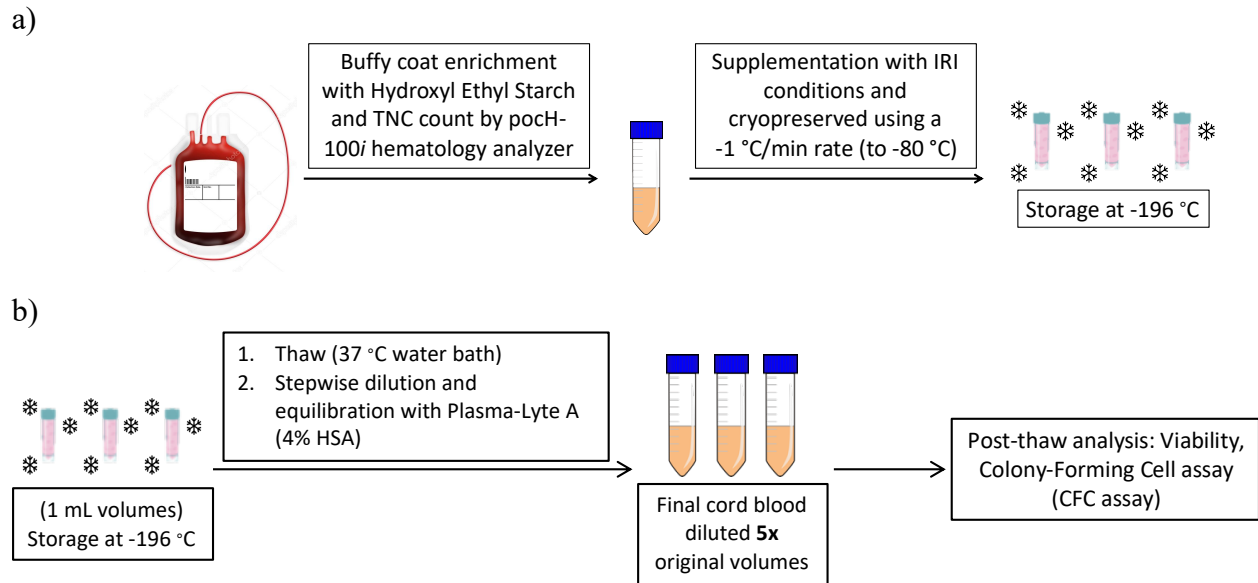 a)
Buffy coat enrichment
with Hydroxyl Ethyl Starch
and TNC count by pocH-
100i hematology analyzer
Supplementation with IRI
conditions and
cryopreserved using a
-1 °C/min rate (to -80 °C)
Storage at -196 °C
b)
1. Thaw (37 °C water bath)
2. Stepwise dilution and
equilibration with Plasma-Lyte A
(4% HSA)
(1 mL volumes)
Storage at -196 °C
Final cord blood
diluted 5x
original volumes
Post-thaw analysis: Viability,
Colony-Forming Cell assay
(CFC assay)